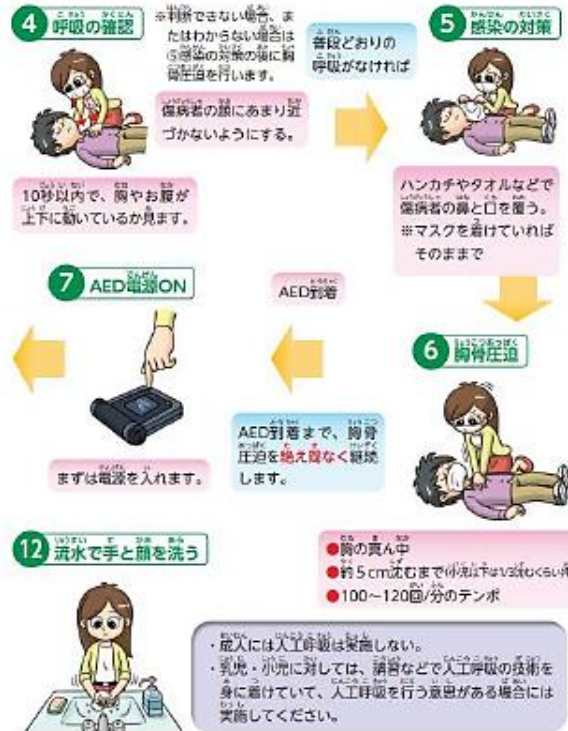 4 呼吸の確認
※判断できない場合、ま
たはわからない場合は
⑤感染の対策の後に胸
骨圧迫を行います。
傷病者の顔にあまり近
づかないようにする。
10秒以内で、胸やお腹が
上下に動いているか見ます。
普段どおりの
呼吸がなければ
5 感染の対策
ハンカチやタオルなどで
傷病者の鼻と口を覆う。
※マスクを着けていれば
そのままで
6 胸骨圧迫
●胸の真ん中
●約5cm沈むまで(小児以下は1/3沈むくらい
●100～120回/分のテンポ
AED到着まで、胸骨
圧迫を絶え間なく継続
します。
AED到着
7 AED電源ON
まずは電源を入れます。
12 流水で手と顔を洗う
・成人には人工呼吸は実施しない。
・乳児・小児に対しては、講習などで人工呼吸の技術を
身に着けていて、人工呼吸を行う意思がある場合には
実施してください。